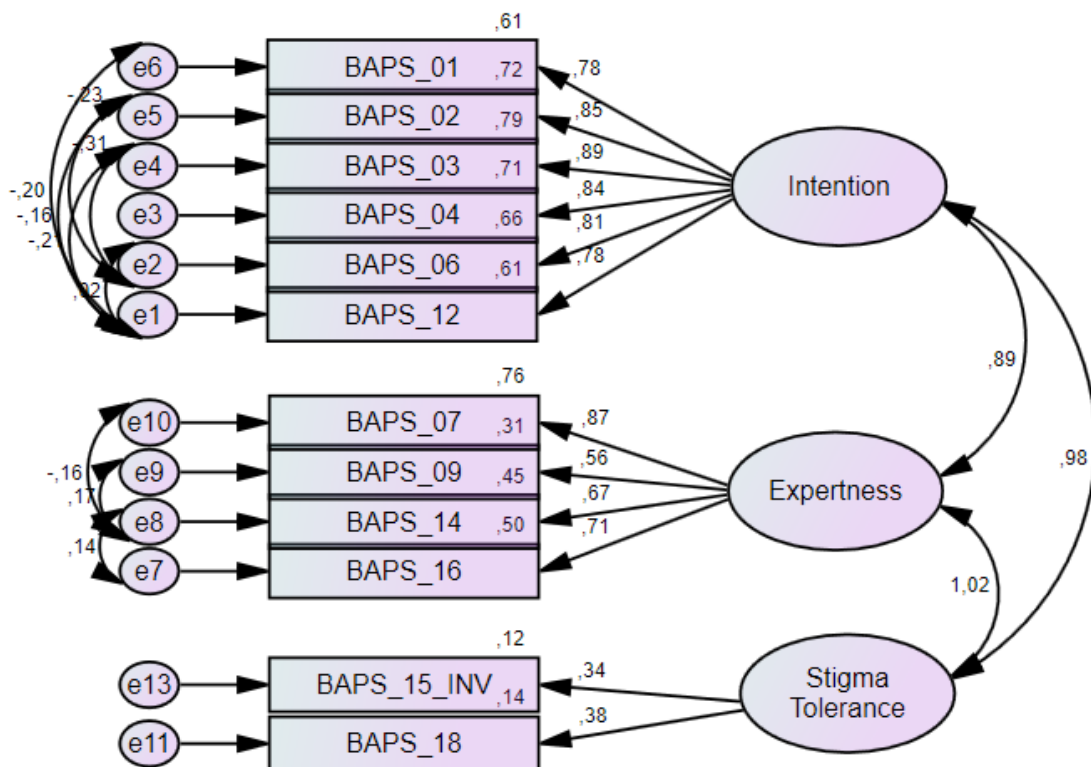 ,61
e6 BAPS_01 ,72 ,78
-,23
e5 BAPS_02 ,79 ,85
-,31
e4 BAPS_03 ,71 ,89
Intention
-,20
e3 BAPS_04 ,66 ,84
-,16
-,2
e2 BAPS_06 ,61 ,81
,02
e1 BAPS_12 ,78
,89
,76
e10 BAPS_07 ,31 ,87
-,16
e9 BAPS_09 ,45 ,56
,17
Expertness
,98
e8 BAPS_14 ,50 ,67
,14
e7 BAPS_16 ,71
1,02
,12
e13 BAPS_15_INV ,14 ,34
Stigma
Tolerance
e11 BAPS_18 ,38